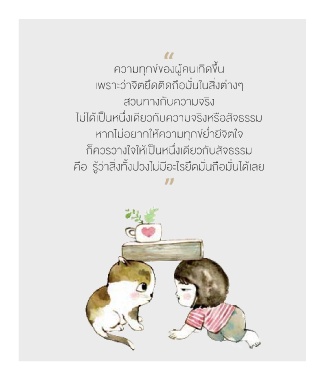 “
ความทุกข์ของผู้คนเกิดขึ้น
เพราะว่าจิตยึดติดถือมั่นในสิ่งต่างๆ
สวนทางกับความจริง
ไม่ได้เป็นหนึ่งเดียวกับความจริงหรือสัจธรรม
หากไม่อยากให้ความทุกข์ย่ำยีจิตใจ
ก็ควรวางใจให้เป็นหนึ่งเดียวกับสัจธรรม
คือ รู้ว่าสิ่งทั้งปวงไม่มีอะไรยึดมั่นถือมั่นได้เลย
”